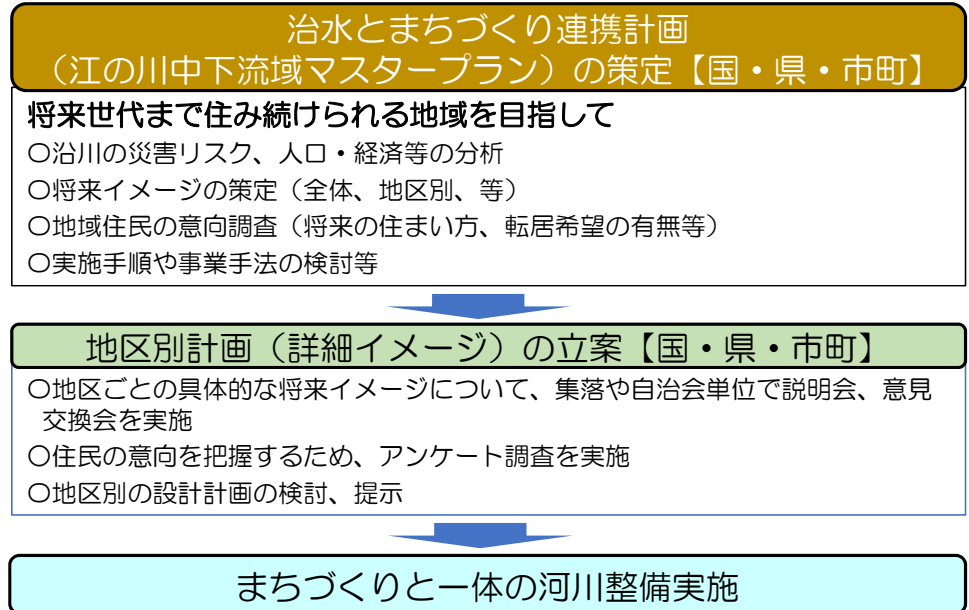 治水とまちづくり連携計画
（江の川中下流域マスタープラン）の策定【国・県・市町】
将来世代まで住み続けられる地域を目指して
〇沿川の災害リスク、人口・経済等の分析
〇将来イメージの策定（全体、地区別、等）
〇地域住民の意向調査（将来の住まい方、転居希望の有無等）
〇実施手順や事業手法の検討等
地区別計画（詳細イメージ）の立案【国・県・市町】
〇地区ごとの具体的な将来イメージについて、集落や自治会単位で説明会、意見
交換会を実施
〇住民の意向を把握するため、アンケート調査を実施
〇地区別の設計計画の検討、提示
まちづくりと一体の河川整備実施